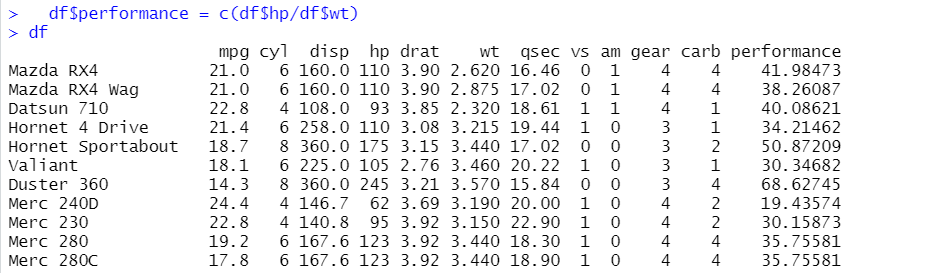 >   df$performance = c(df$hp/df$wt)
> df
                   mpg cyl  disp  hp drat    wt  qsec vs am gear carb performance
Mazda RX4         21.0   6 160.0 110 3.90 2.620 16.46  0  1    4    4    41.98473
Mazda RX4 Wag     21.0   6 160.0 110 3.90 2.875 17.02  0  1    4    4    38.26087
Datsun 710        22.8   4 108.0  93 3.85 2.320 18.61  1  1    4    1    40.08621
Hornet 4 Drive    21.4   6 258.0 110 3.08 3.215 19.44  1  0    3    1    34.21462
Hornet Sportabout 18.7   8 360.0 175 3.15 3.440 17.02  0  0    3    2    50.87209
Valiant           18.1   6 225.0 105 2.76 3.460 20.22  1  0    3    1    30.34682
Duster 360        14.3   8 360.0 245 3.21 3.570 15.84  0  0    3    4    68.62745
Merc 240D         24.4   4 146.7  62 3.69 3.190 20.00  1  0    4    2    19.43574
Merc 230          22.8   4 140.8  95 3.92 3.150 22.90  1  0    4    2    30.15873
Merc 280          19.2   6 167.6 123 3.92 3.440 18.30  1  0    4    4    35.75581
Merc 280C         17.8   6 167.6 123 3.92 3.440 18.90  1  0    4    4    35.75581